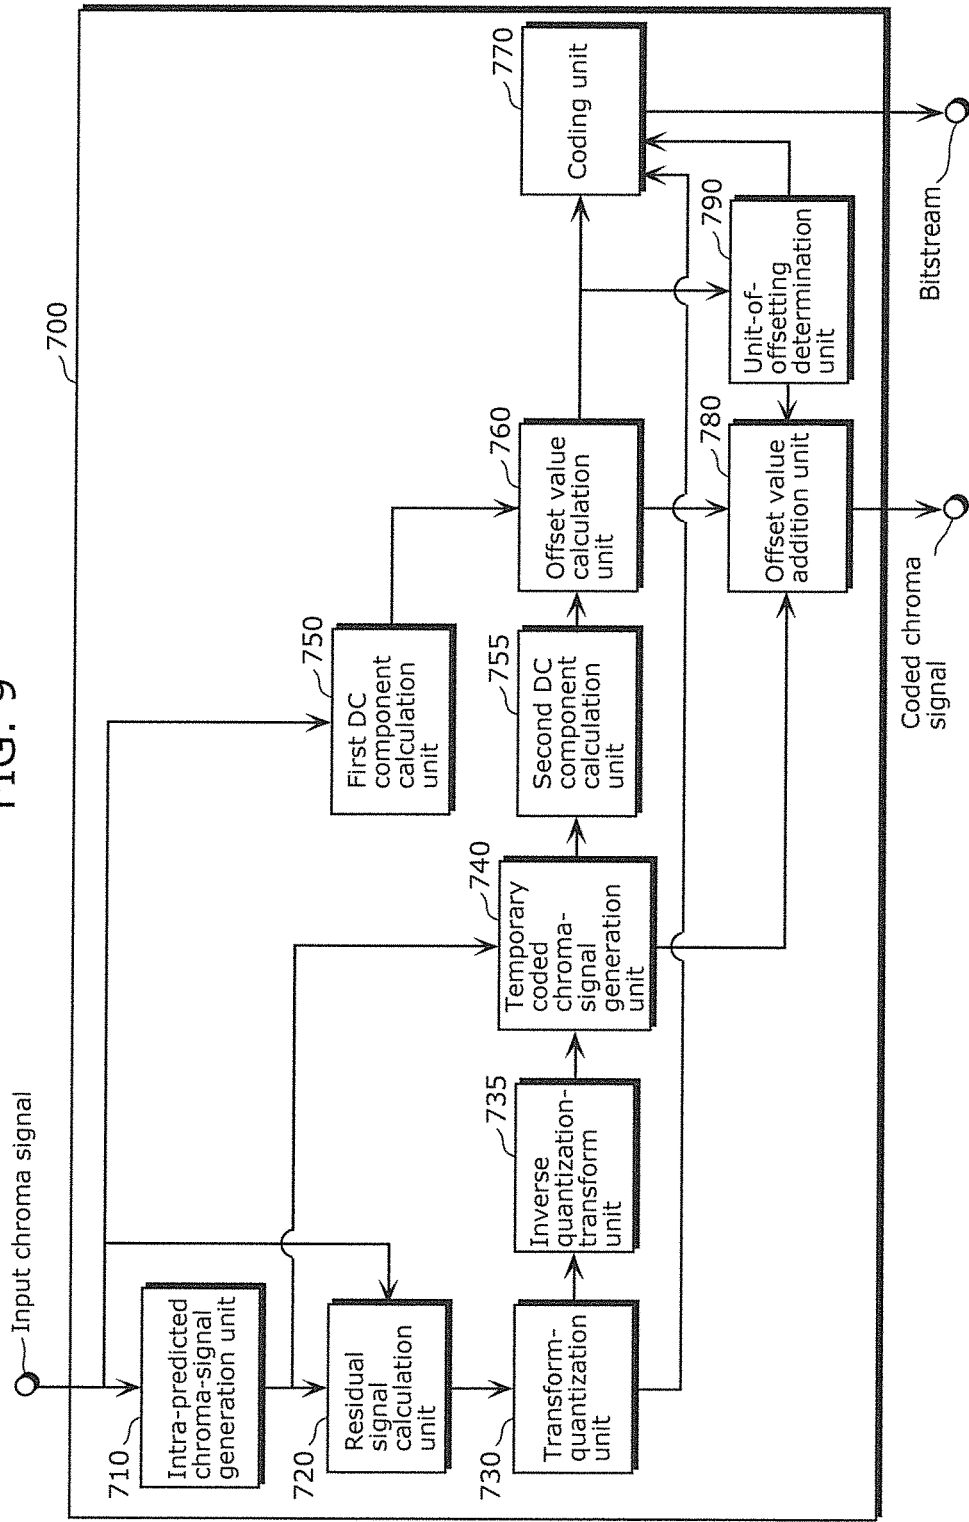 FIG. 9
700
Input chroma signal
710
Intra-predicted
chroma-signal
generation unit
720
Residual
signal
calculation
unit
730
Transform-
quantization
unit
735
Inverse
quantization-
transform
unit
740
Temporary
coded
chroma-
signal
generation
unit
750
First DC
component
calculation
unit
755
Second DC
component
calculation
unit
760
Offset value
calculation
unit
770
Coding unit
780
Offset value
addition unit
790
Unit-of-
offsetting
determination
unit
Coded chroma
signal
Bitstream